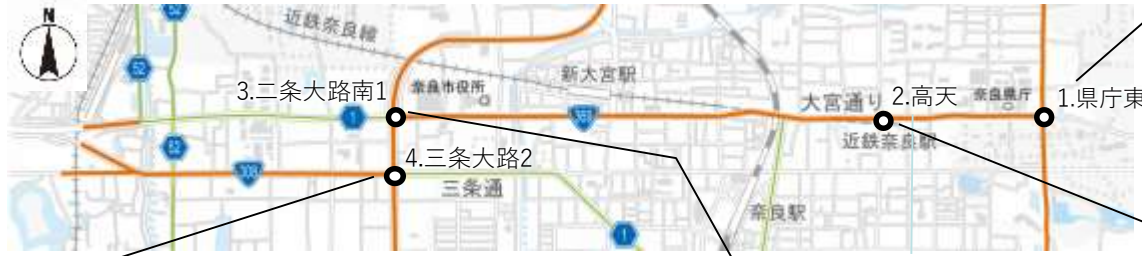 N
52
近鉄奈良線
52
新大宮駅
3.二条大路南1
奈良市役所
大宮通り
2.高天
奈良県庁
1.県庁東
1
369
近鉄奈良駅
52
4.三条大路2
308
三条通
奈良駅
1